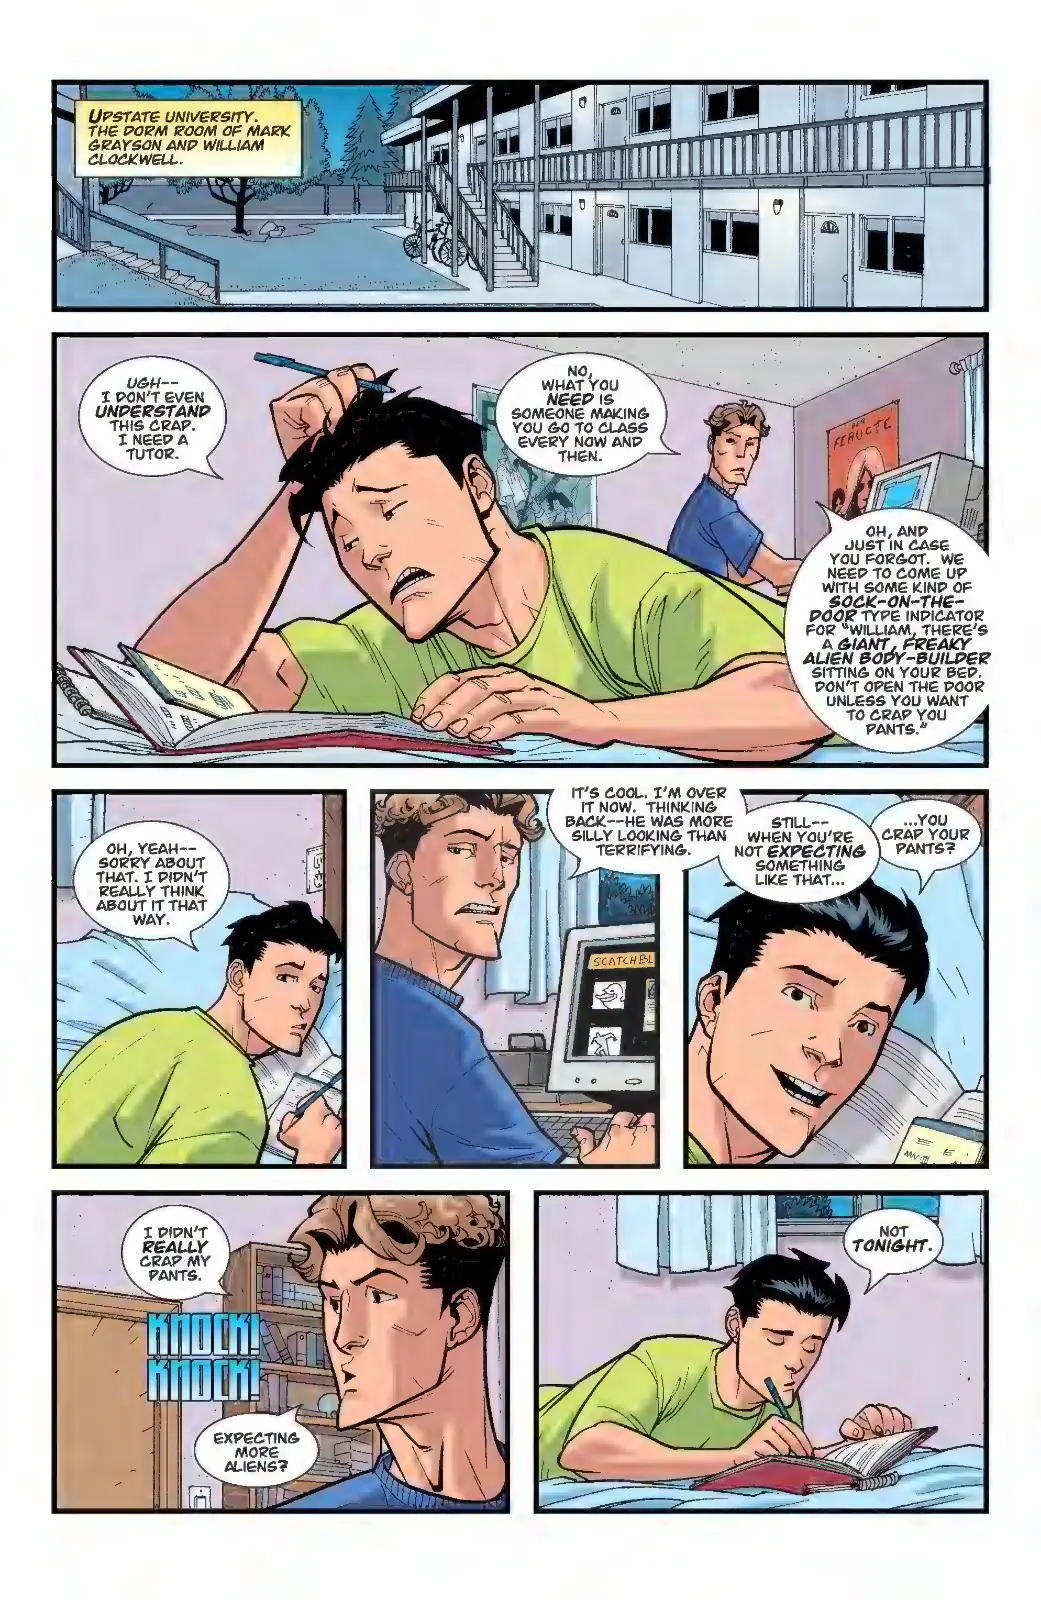 UPSTATE UNIVERSITY.
THE DORM ROOM OF MARK
GRAYSON AND WILLIAM
CLOCKWELL.
UGH--
I DON'T EVEN
UNDERSTAND
THIS CRAP.
I NEED A
TUTOR.
NO,
WHAT YOU
NEED IS
SOMEONE MAKING
YOU GO TO CLASS
EVERY NOW AND
THEN.
FERUCTE
OH, AND
JUST IN CASE
YOU FORGOT. WE
NEED TO COME UP
WITH SOME KIND OF
SOCK-ON-THE-
DOOR TYPE INDICATOR
FOR "WILLIAM, THERE'S
A GIANT, FREAKY
ALIEN BODY-BUILDER
SITTING ON YOUR BED.
DON'T OPEN THE DOOR
UNLESS YOU WANT
TO CRAP YOU
PANTS."
OH, YEAH--
SORRY ABOUT
THAT. I DIDN'T
REALLY THINK
ABOUT IT THAT
WAY.
IT'S COOL. I'M OVER
IT NOW. THINKING
BACK--HE WAS MORE
SILLY LOOKING THAN
TERRIFYING.
SCATCHBL
STILL--
WHEN YOU'RE
NOT EXPECTING
SOMETHING
LIKE THAT...
...YOU
CRAP YOUR
PANTS?
I DIDN'T
REALLY
CRAP MY
PANTS.
KNOCK!
KNOCK!
EXPECTING
MORE
ALIENS?
NOT
TONIGHT.